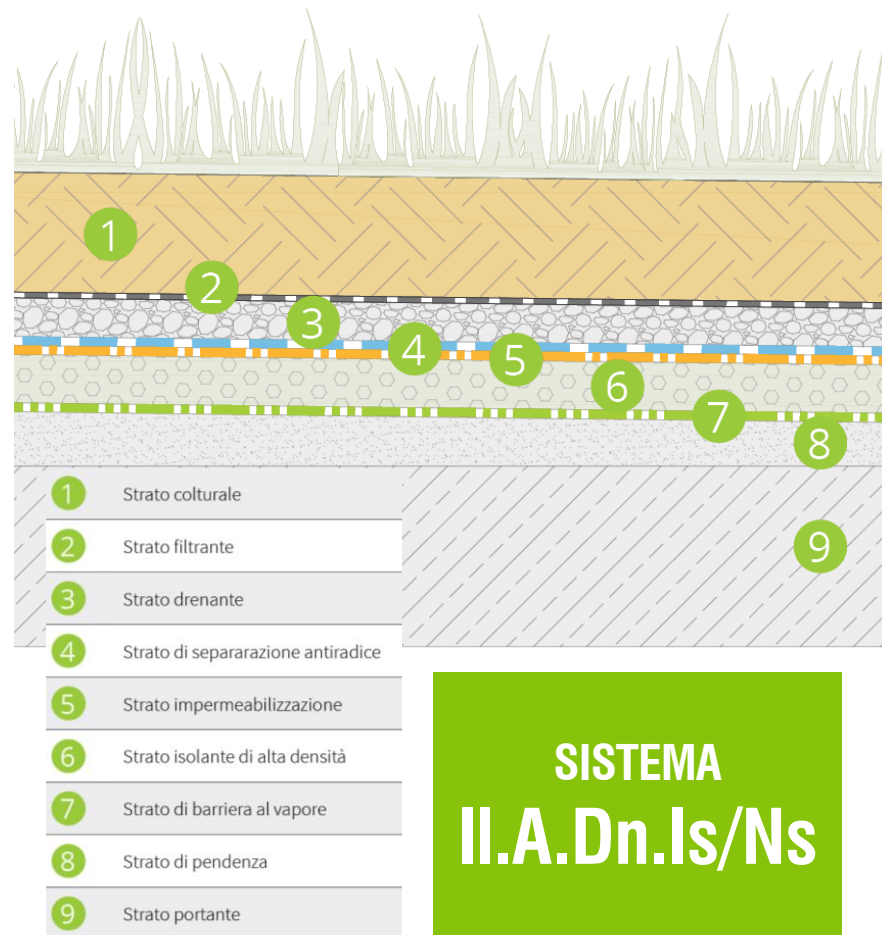 1
2
3
4
5
6
7
8
9
1 Strato colturale
2 Strato filtrante
3 Strato drenante
4 Strato di separarazione antiradice
5 Strato impermeabilizzazione
6 Strato isolante di alta densità
7 Strato di barriera al vapore
8 Strato di pendenza
9 Strato portante
SISTEMA
II.A.Dn.Is/Ns